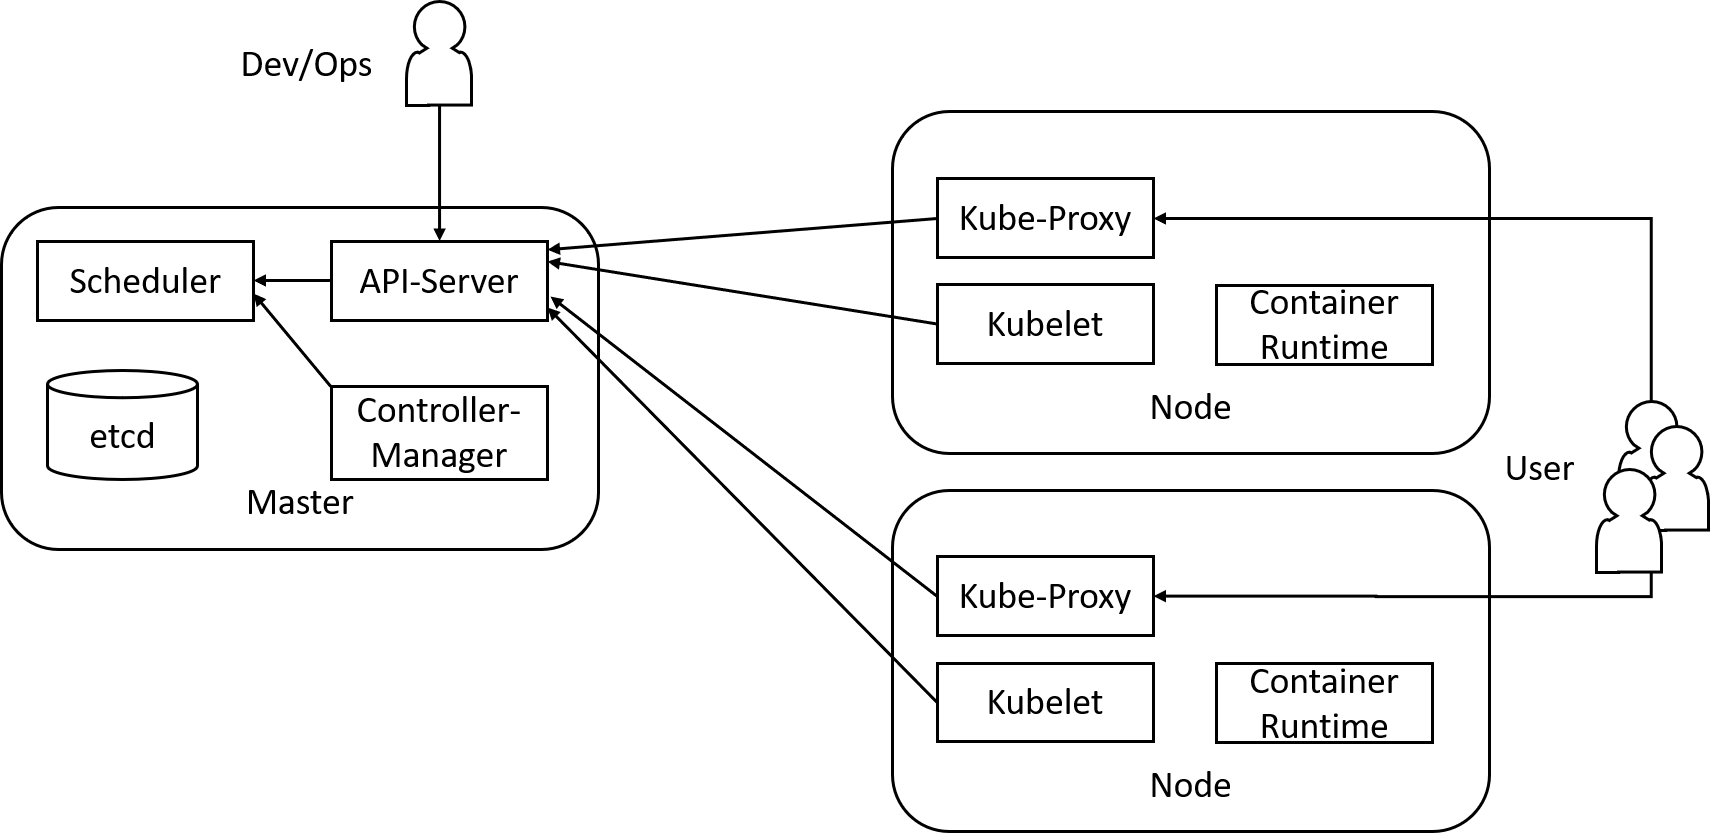 Dev/Ops
Scheduler
API-Server
etcd
Controller-
Manager
Master
Kube-Proxy
Kubelet
Container
Runtime
Node
User
Kube-Proxy
Kubelet
Container
Runtime
Node